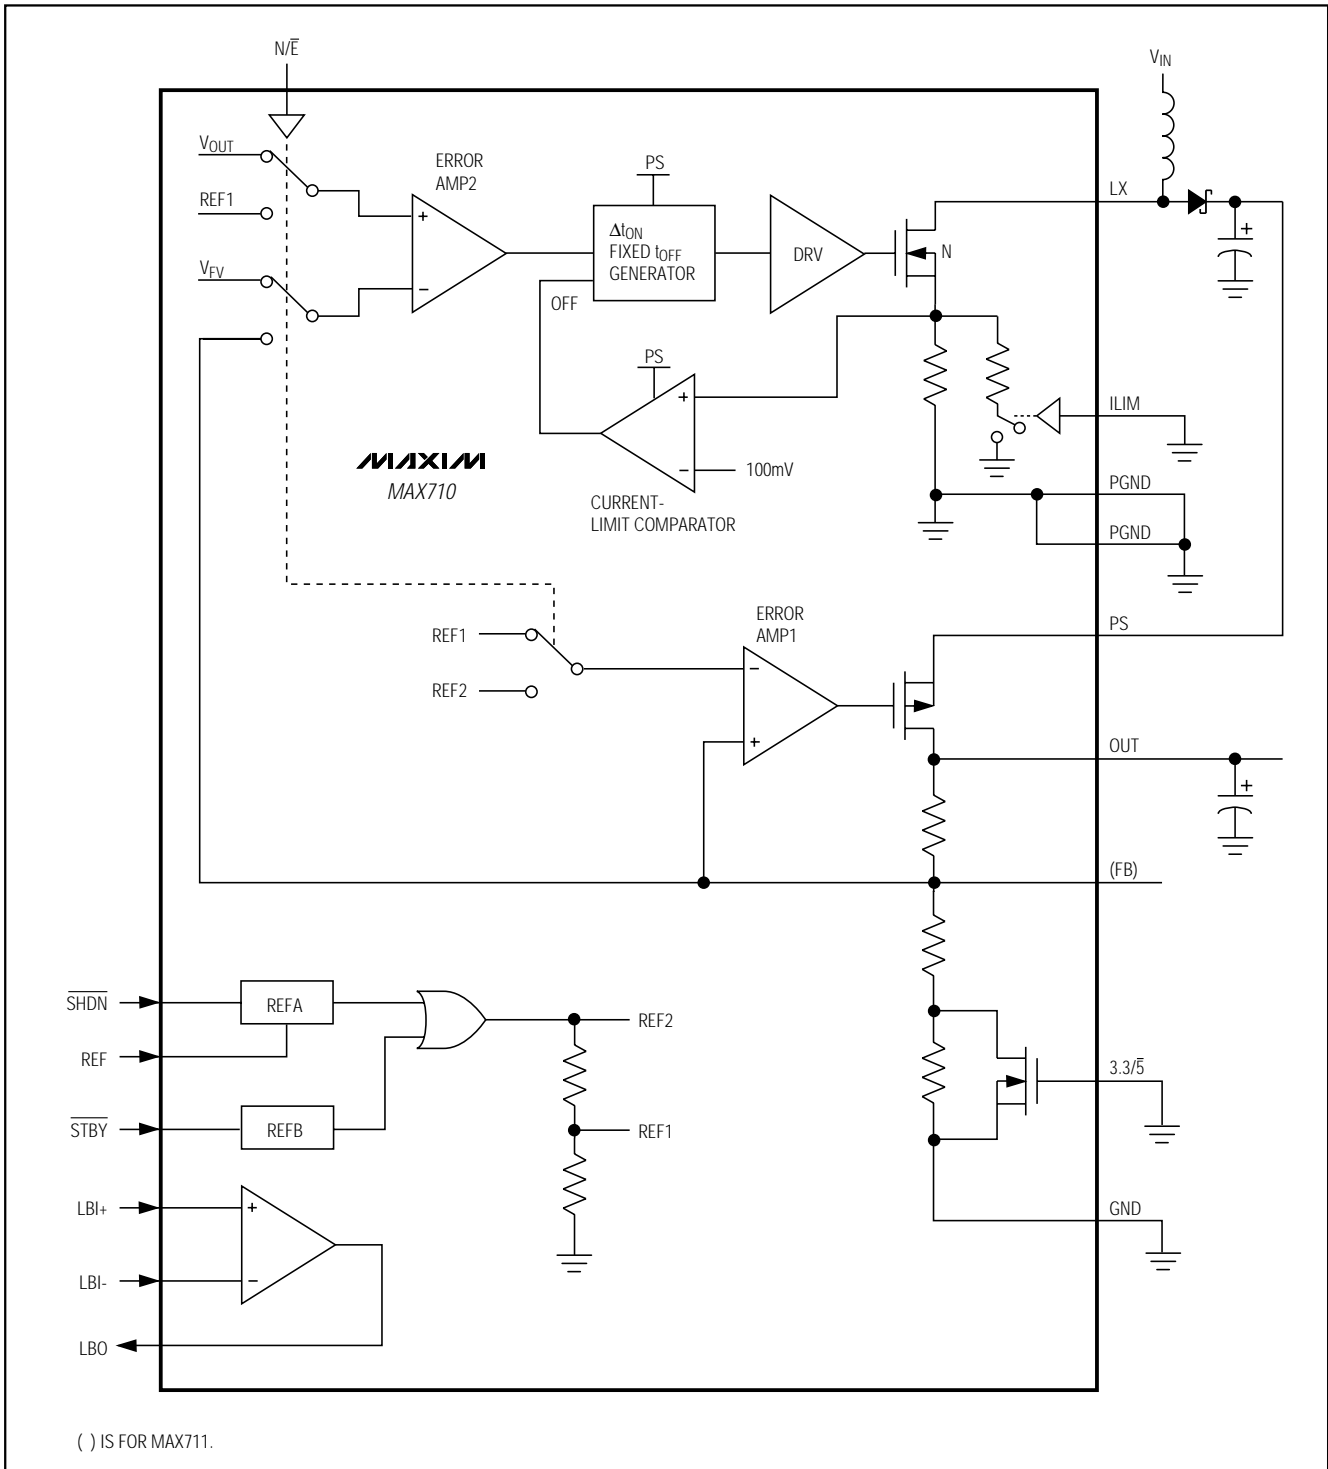 N/E̅
VIN
VOUT
ERROR
AMP2
PS
LX
REF1
ΔtON
FIXED tOFF
GENERATOR
DRV
N
+
VFV
+
−
OFF
PS
ILIM
+
MAXIM
MAX710
−
100mV
PGND
CURRENT-
LIMIT COMPARATOR
PGND
ERROR
AMP1
PS
REF1
−
REF2
+
OUT
+
(FB)
S̅H̅D̅N̅
REFA
REF2
REF
3.3/5̅
S̅T̅B̅Y̅
REFB
REF1
LBI+
+
GND
LBI-
−
LBO
( ) IS FOR MAX711.